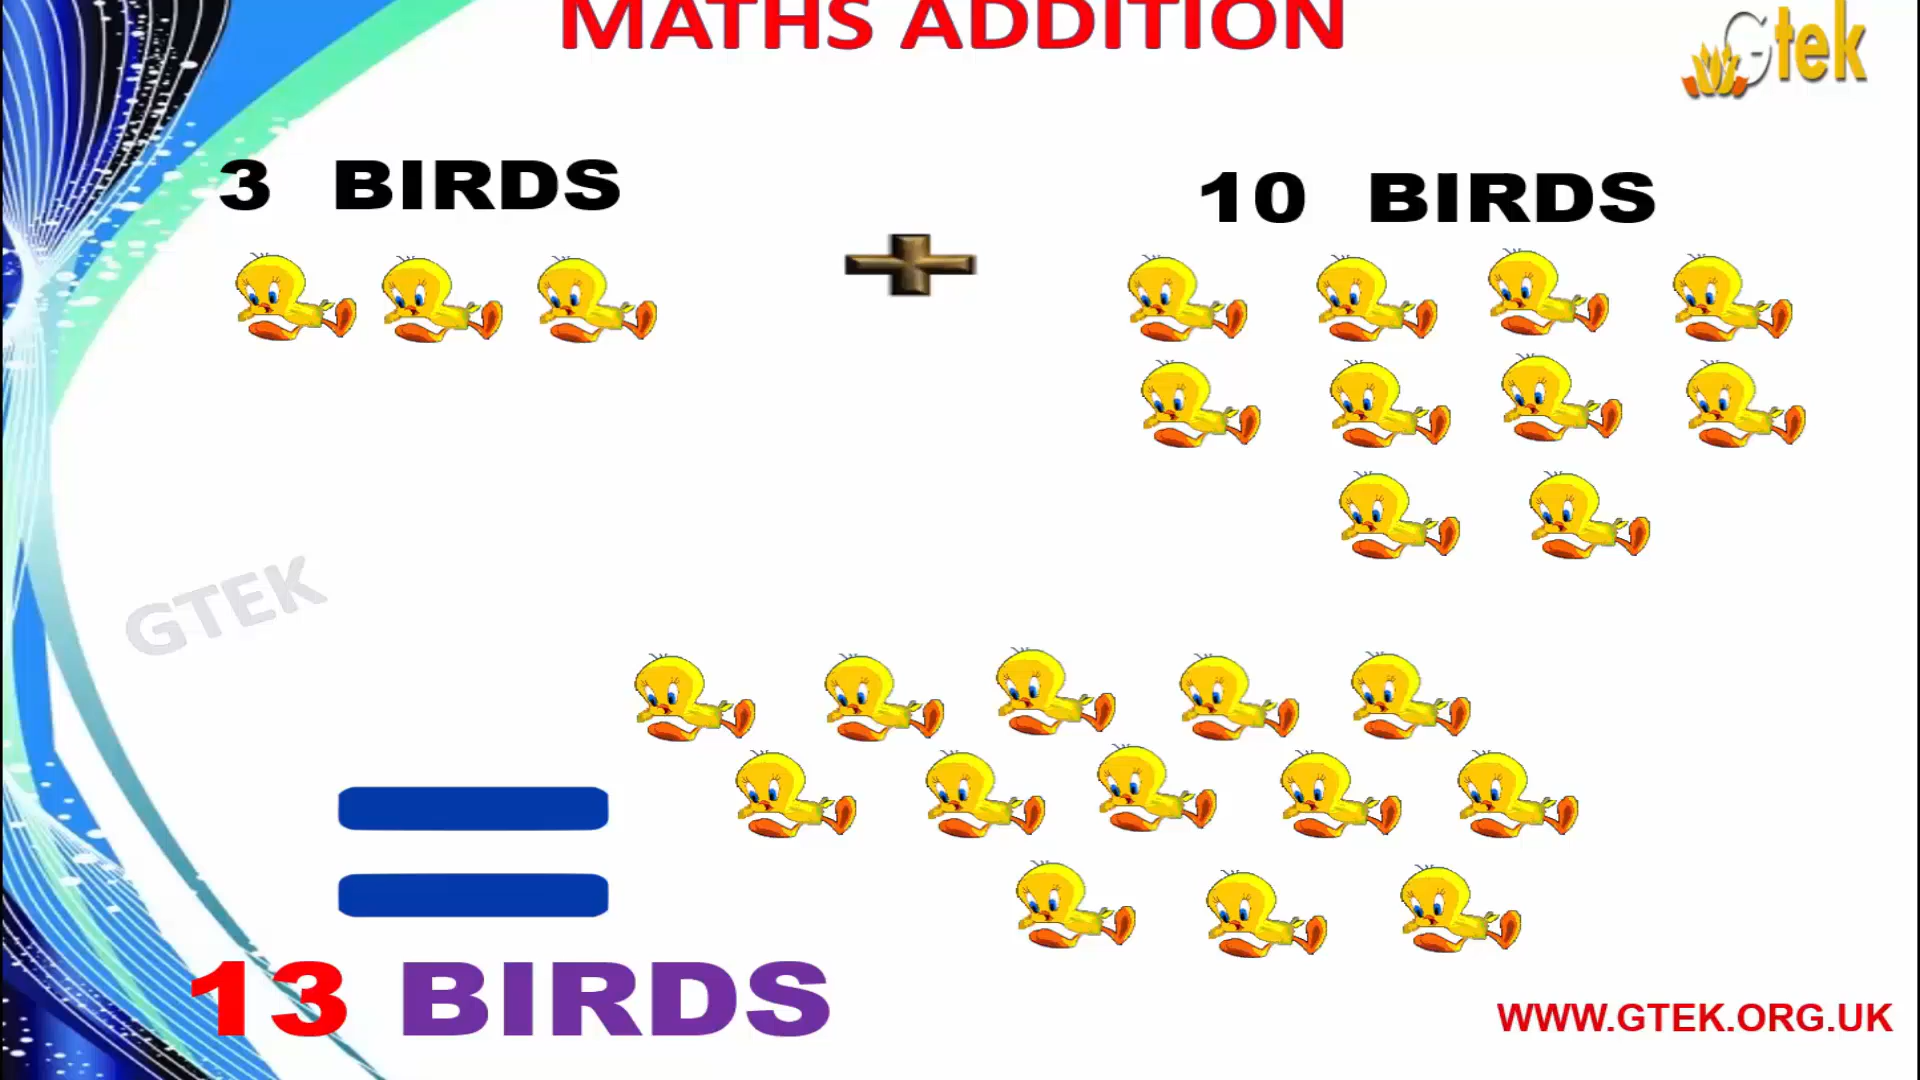 MATHS ADDITION
Gtek
3 BIRDS
10 BIRDS
GTEK
13 BIRDS
WWW.GTEK.ORG.UK